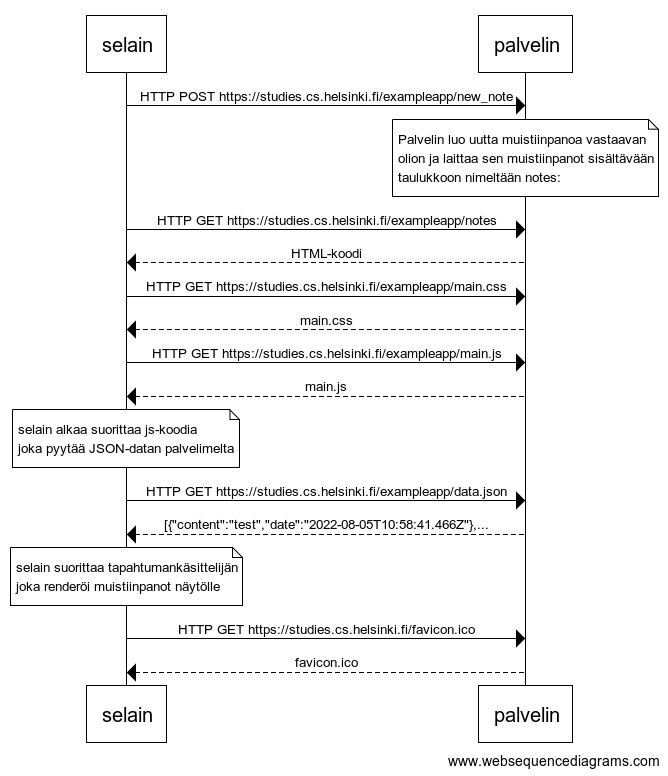 selain
palvelin
HTTP POST https://studies.cs.helsinki.fi/exampleapp/new_note
Palvelin luo uutta muistiinpanoa vastaavan
olion ja laittaa sen muistiinpanot sisältävään
taulukkoon nimeltään notes:
HTTP GET https://studies.cs.helsinki.fi/exampleapp/notes
HTML-koodi
HTTP GET https://studies.cs.helsinki.fi/exampleapp/main.css
main.css
HTTP GET https://studies.cs.helsinki.fi/exampleapp/main.js
main.js
selain alkaa suorittaa js-koodia
joka pyytää JSON-datan palvelimelta
HTTP GET https://studies.cs.helsinki.fi/exampleapp/data.json
[{"content":"test","date":"2022-08-05T10:58:41.466Z"},...
selain suorittaa tapahtumankäsittelijän
joka renderöi muistiinpanot näytölle
HTTP GET https://studies.cs.helsinki.fi/favicon.ico
favicon.ico
selain
palvelin
www.websequencediagrams.com